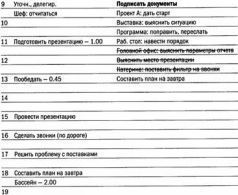 9 Уточн., делегир. Подписать документы
Шеф: отчитаться Проект А: дать старт
10 Выставка: выяснить ситуацию
Программа: поправить, переслать
11 Подготовить презентацию – 1.00 Раб. стол: навести порядок
Головной офис: выяснить параметры отчета
12 Выяснить место презентации
Катерине: поставить фильтр на звонки
13 Пообедать – 0.45 Составить план на завтра
14
15 Провести презентацию
16 Сделать звонки (по дороге)
17 Решить проблему с поставками
18 Составить план на завтра
Бассейн – 2.00
19